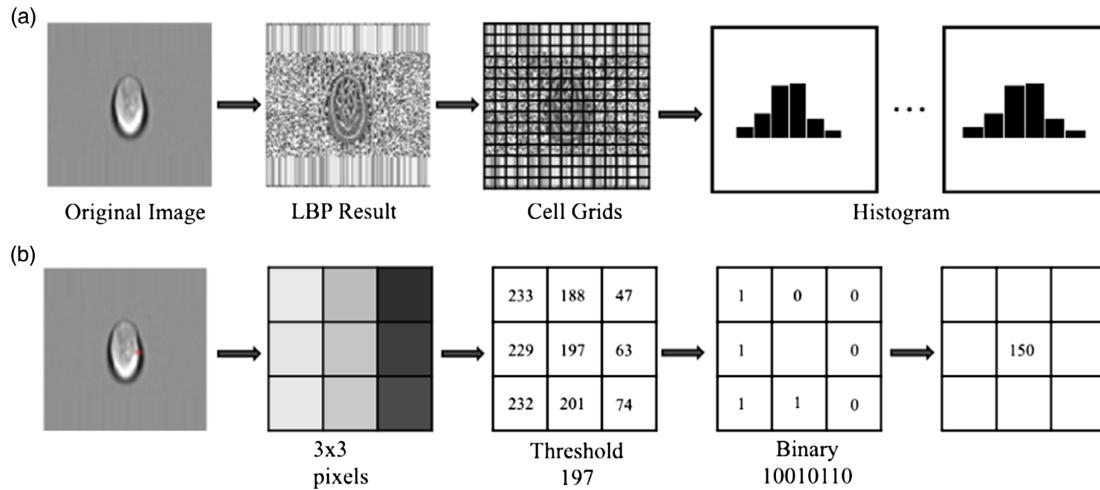 (a)
...
Original Image
LBP Result
Cell Grids
Histogram
(b)
233 188 47
229 197 63
232 201 74
1 0 0
1 0
1 1 0
150
3x3
pixels
Threshold
197
Binary
10010110